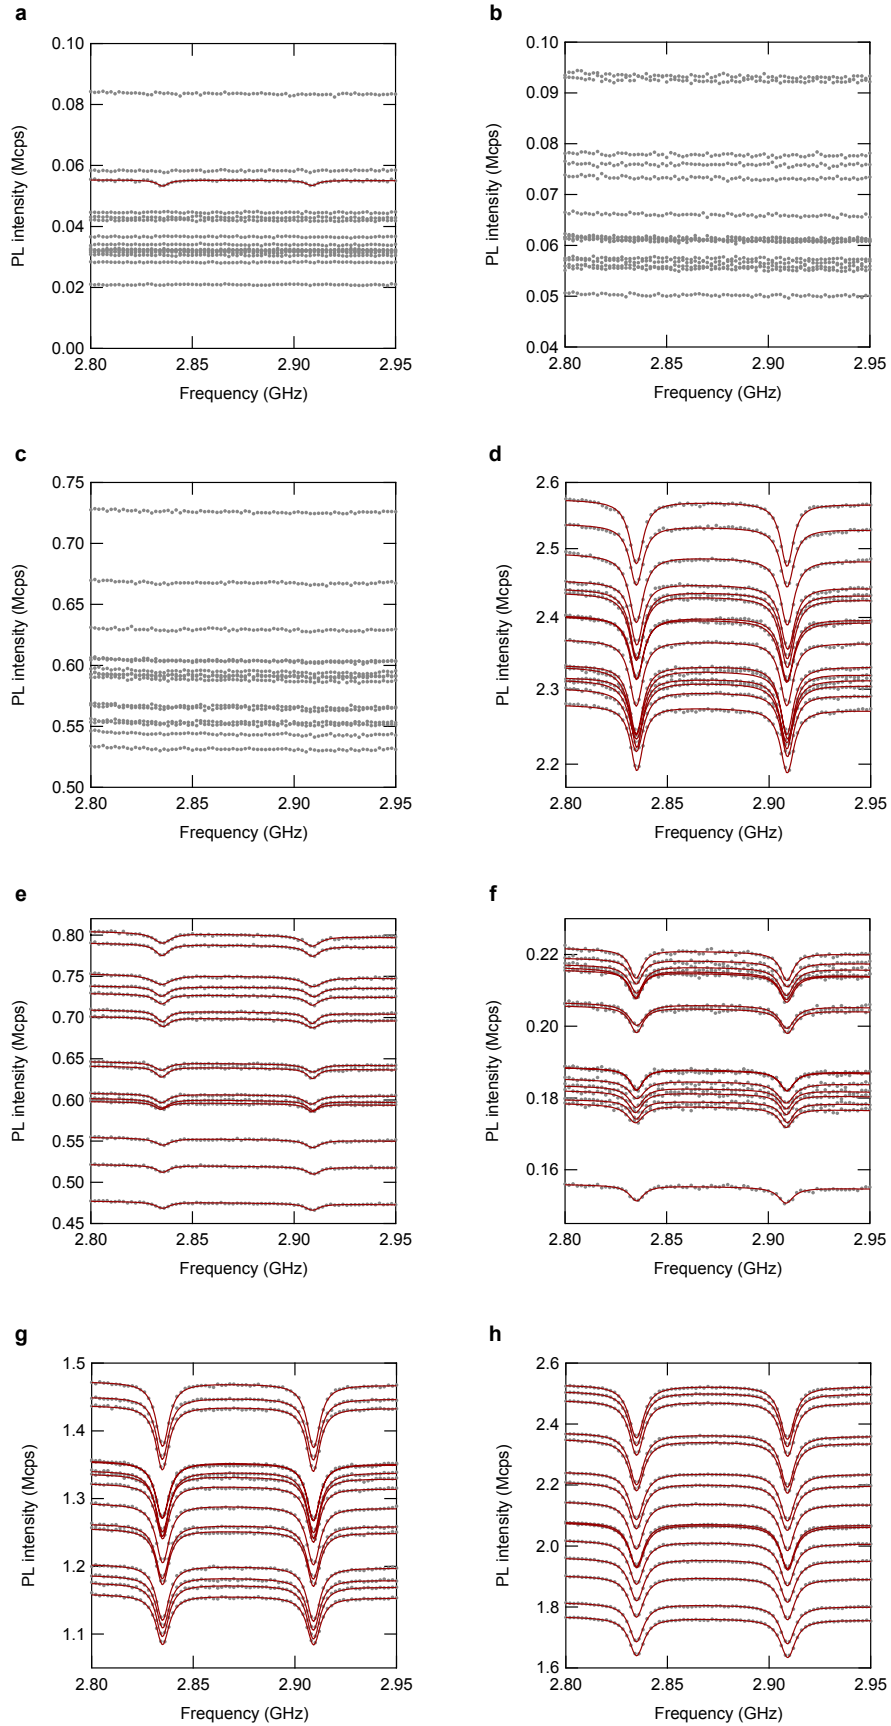 a
0.10
0.08
0.06
0.04
0.02
0.00
PL intensity (Mcps)
2.80 2.85 2.90 2.95
Frequency (GHz)
b
0.10
0.09
0.08
0.07
0.06
0.05
0.04
PL intensity (Mcps)
2.80 2.85 2.90 2.95
Frequency (GHz)
c
0.75
0.70
0.65
0.60
0.55
0.50
PL intensity (Mcps)
2.80 2.85 2.90 2.95
Frequency (GHz)
d
2.6
2.5
2.4
2.3
2.2
PL intensity (Mcps)
2.80 2.85 2.90 2.95
Frequency (GHz)
e
0.80
0.75
0.70
0.65
0.60
0.55
0.50
0.45
PL intensity (Mcps)
2.80 2.85 2.90 2.95
Frequency (GHz)
f
0.22
0.20
0.18
0.16
PL intensity (Mcps)
2.80 2.85 2.90 2.95
Frequency (GHz)
g
1.5
1.4
1.3
1.2
1.1
PL intensity (Mcps)
2.80 2.85 2.90 2.95
Frequency (GHz)
h
2.6
2.4
2.2
2.0
1.8
1.6
PL intensity (Mcps)
2.80 2.85 2.90 2.95
Frequency (GHz)